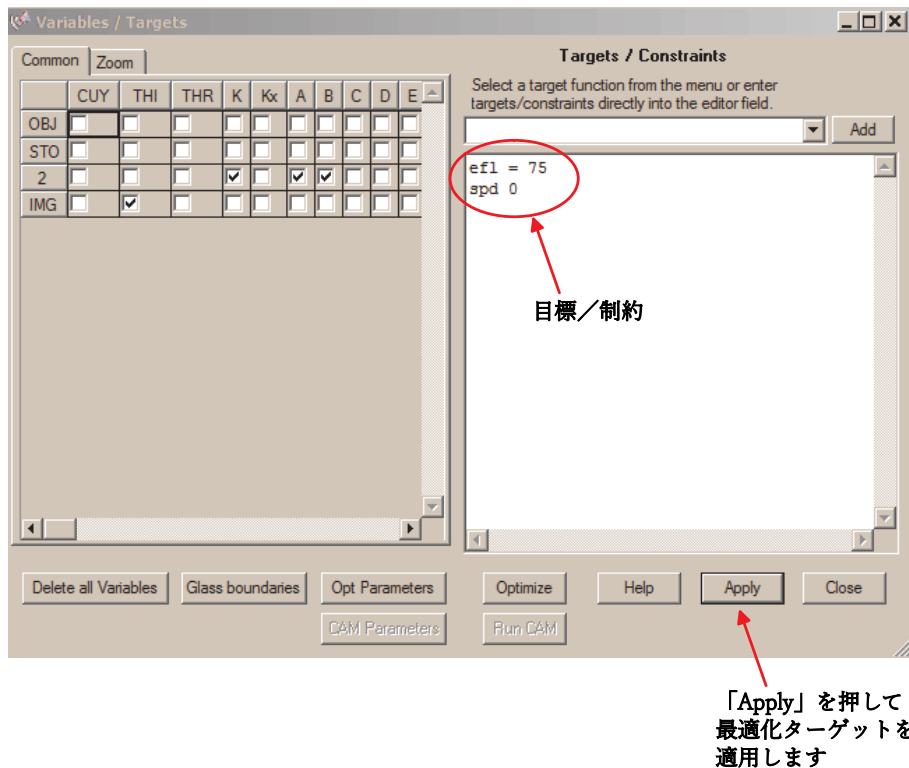 Variables / Targets
Common Zoom
CUY THI THR K Kx A B C D E
OBJ
STO
2
IMG
Targets / Constraints
Select a target function from the menu or enter
targets/constraints directly into the editor field.
Add
efl = 75
spd 0
目標／制約
Delete all Variables Glass boundaries Opt Parameters Optimize Help Apply Close
CAM Parameters Run CAM
「Apply」を押して
最適化ターゲットを
適用します